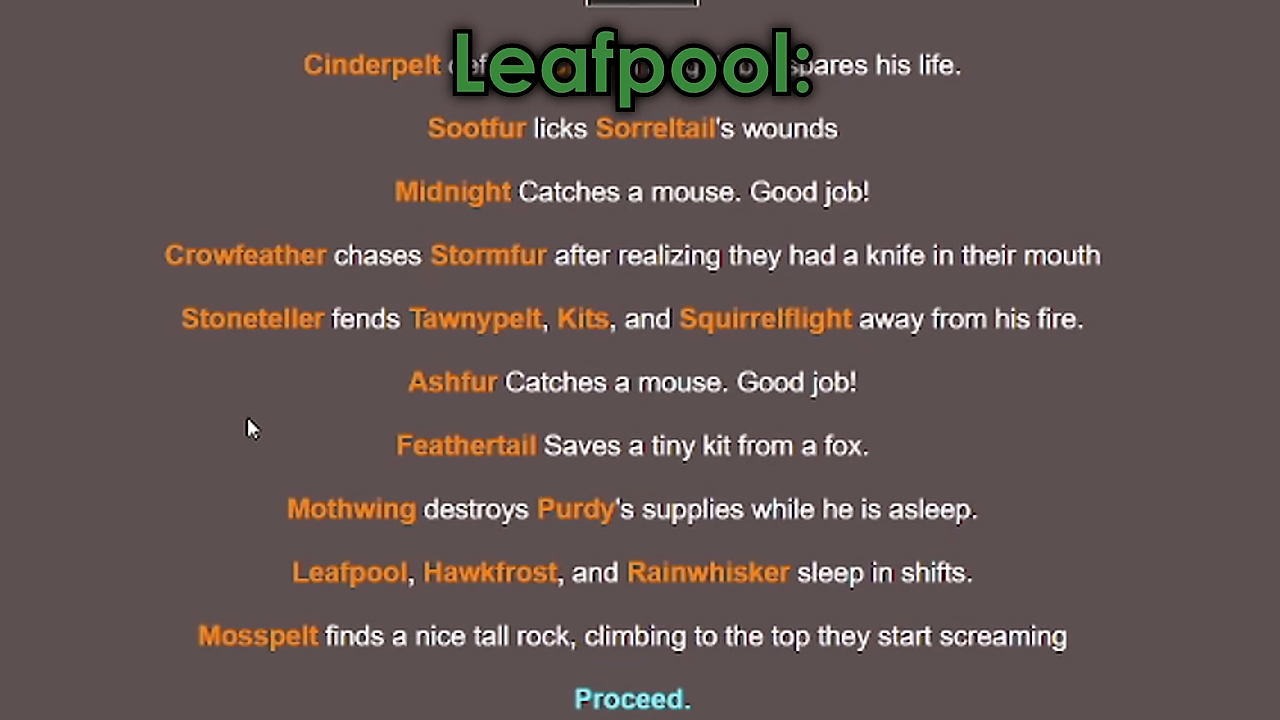 Leafpool:
Cinderpelt spares his life.
Sootfur licks Sorreltail's wounds
Midnight Catches a mouse. Good job!
Crowfeather chases Stormfur after realizing they had a knife in their mouth
Stoneteller fends Tawnypelt, Kits, and Squirrelflight away from his fire.
Ashfur Catches a mouse. Good job!
Feathertail Saves a tiny kit from a fox.
Mothwing destroys Purdy's supplies while he is asleep.
Leafpool, Hawkfrost, and Rainwhisker sleep in shifts.
Mosspelt finds a nice tall rock, climbing to the top they start screaming
Proceed.